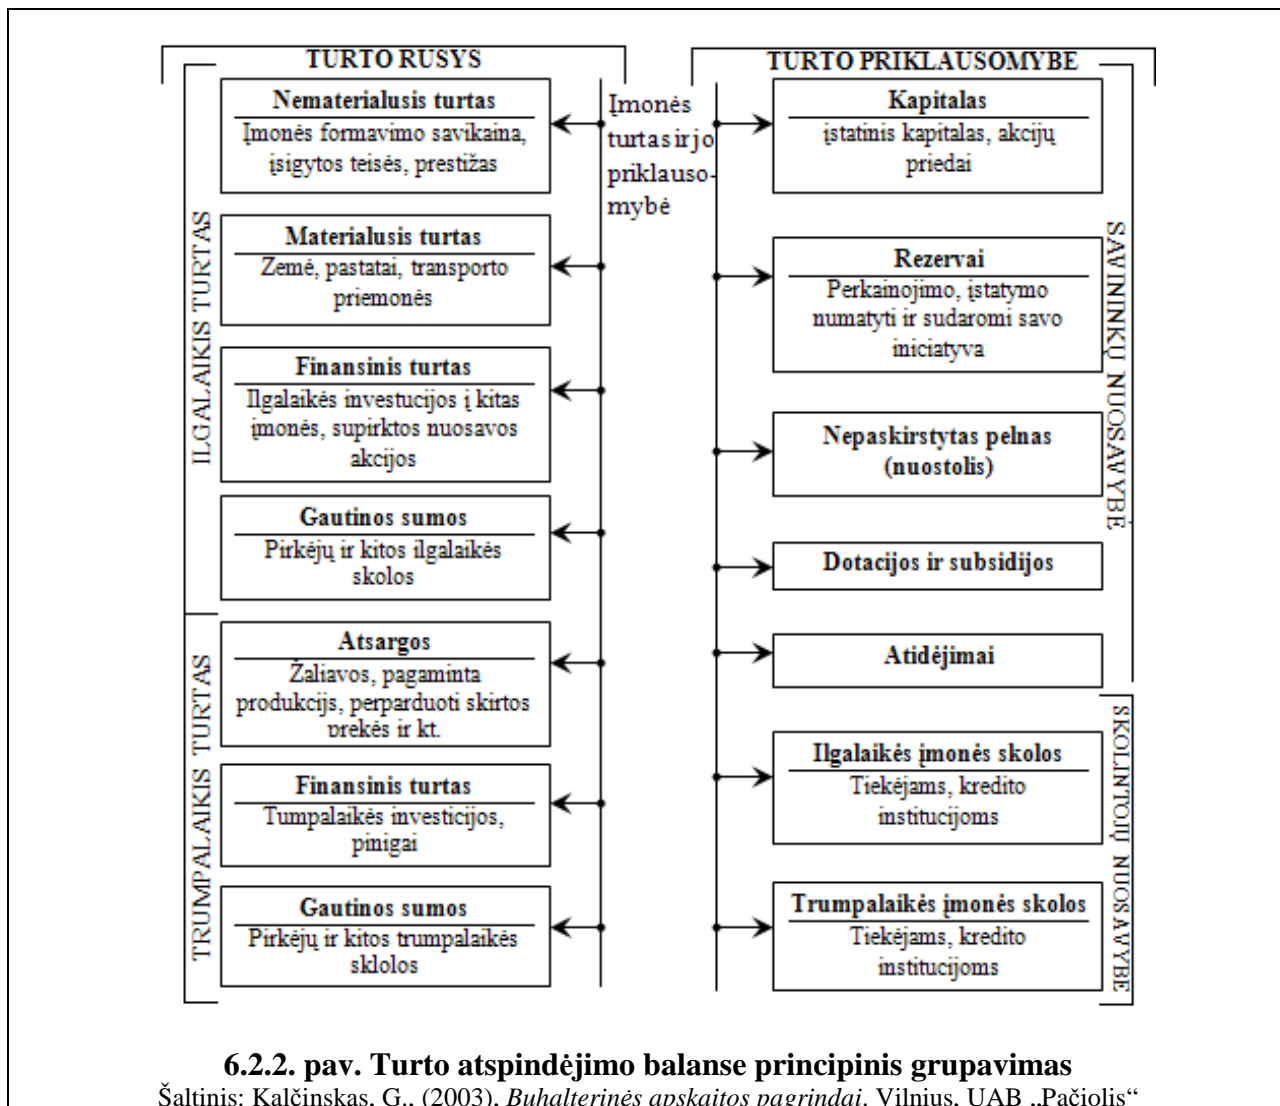 TURTO RUSYS
Nematerialusis turtas
Įmonės formavimo savikaina,
įsigytos teisės, prestižas
Materialusis turtas
Zemė, pastatai, transporto
priemonės
Finansinis turtas
Ilgalaikės investucijos į kitas
įmonės, supirktos nuosavos
akcijos
Gautinos sumos
Pirkėjų ir kitos ilgalaikės
skolos
ILGALAIKIS TURTAS
Atsargos
Žaliavos, pagaminta
produkcijs, perparduoti skirtos
prekės ir kt.
Finansinis turtas
Tumpalaikės investicijos,
pinigai
Gautinos sumos
Pirkėjų ir kitos trumpalaikės
sklolos
TRUMPALAIKIS TURTAS
Įmonės
turtas ir jo
priklauso-
mybė
TURTO PRIKLAUSOMYBE
Kapitalas
įstatinis kapitalas, akcijų
priedai
Rezervai
Perkainojimo, įstatymo
numatyti ir sudaromi savo
iniciatyva
Nepaskirstytas pelnas
(nuostolis)
Dotacijos ir subsidijos
Atidėjimai
SAVININKŲ NUOSAVYBĖ
Ilgalaikės įmonės skolos
Tiekėjams, kredito
institucijoms
Trumpalaikės įmonės skolos
Tiekėjams, kredito
institucijoms
SKOLINTOJŲ NUOSAVYBE
6.2.2. pav. Turto atspindėjimo balanse principinis grupavimas
Šaltinis: Kalčinskas, G., (2003), Buhalterinės apskaitos pagrindai. Vilnius, UAB „Pačiolis“